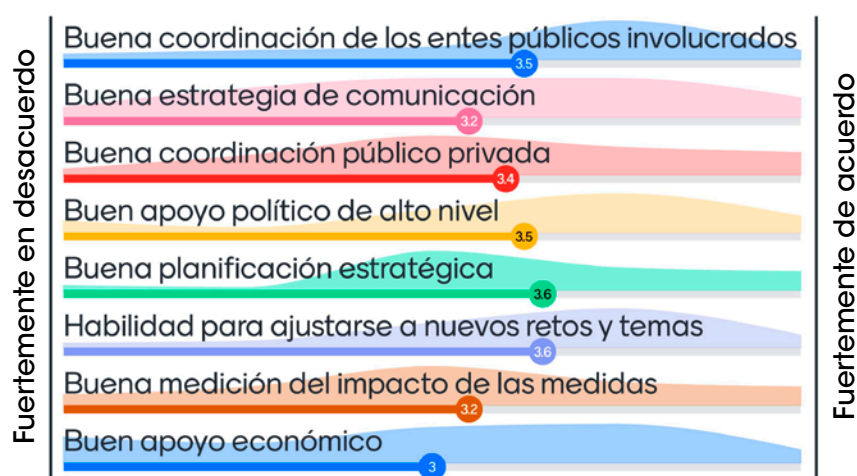 Fuertemente en desacuerdo
Buena coordinación de los entes públicos involucrados
3.5
Buena estrategia de comunicación
3.2
Buena coordinación público privada
3.4
Buen apoyo político de alto nivel
3.5
Buena planificación estratégica
3.6
Habilidad para ajustarse a nuevos retos y temas
3.6
Buena medición del impacto de las medidas
3.2
Buen apoyo económico
3
Fuertemente de acuerdo